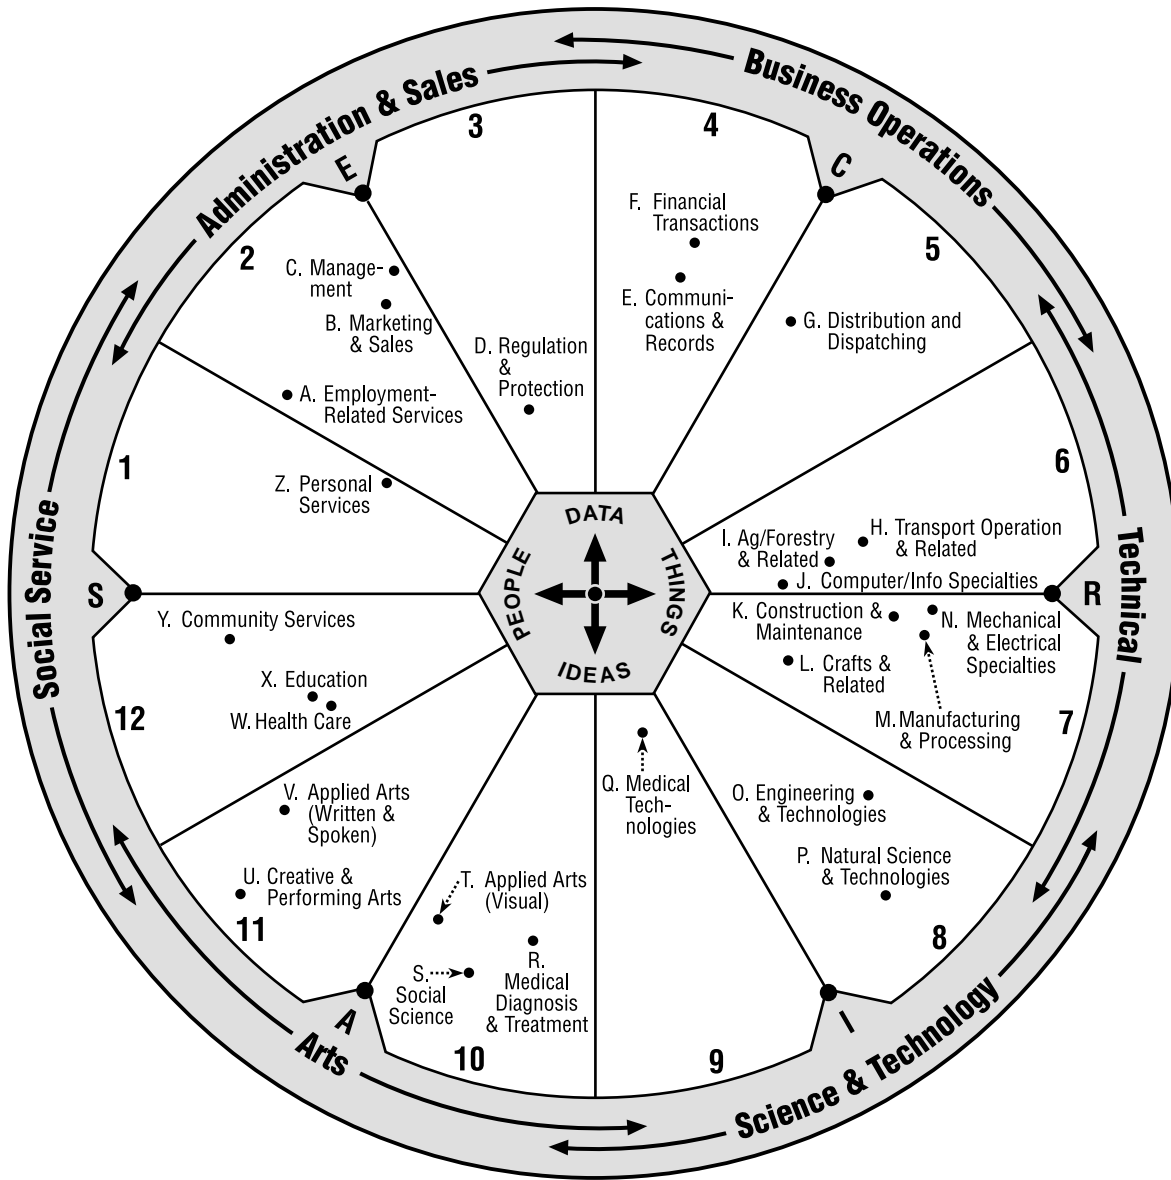 Administration & Sales
Business Operations
Technical
Science & Technology
Arts
Social Service
3
4
E
C
2
5
F. Financial
Transactions
C. Manage-
ment
E. Communi-
cations &
Records
B. Marketing
& Sales
G. Distribution and
Dispatching
D. Regulation
&
Protection
A. Employment-
Related Services
1
6
Z. Personal
Services
DATA
THINGS
IDEAS
PEOPLE
H. Transport Operation
& Related
I. Ag/Forestry
& Related
J. Computer/Info Specialties
S
R
K. Construction &
Maintenance
N. Mechanical
& Electrical
Specialties
L. Crafts &
Related
M. Manufacturing
& Processing
Y. Community Services
X. Education
W. Health Care
12
7
V. Applied Arts
(Written &
Spoken)
Q. Medical
Tech-
nologies
O. Engineering
& Technologies
P. Natural Science
& Technologies
U. Creative &
Performing Arts
T. Applied Arts
(Visual)
11
8
S.
Social
Science
R.
Medical
Diagnosis
& Treatment
A
I
10
9